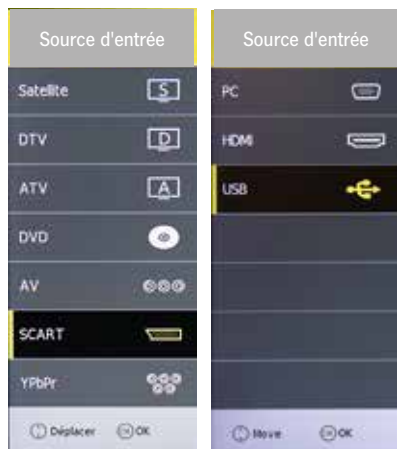 Source d'entrée
Satellite
S
DTV
D
ATV
A
DVD
AV
SCART
YPbPr
Déplacer OK
Source d'entrée
PC
HDMI
USB
Move OK